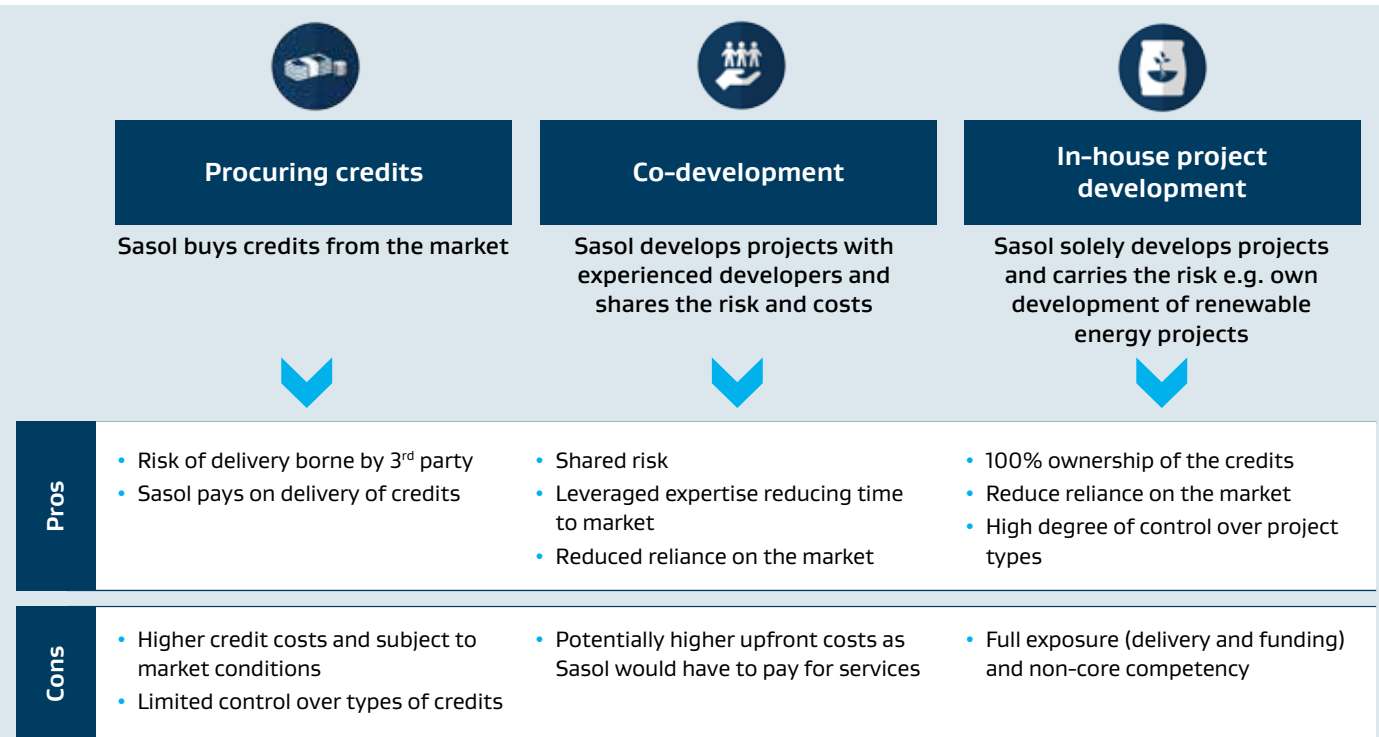 Procuring credits
Sasol buys credits from the market
Co-development
Sasol develops projects with
experienced developers and
shares the risk and costs
In-house project
development
Sasol solely develops projects
and carries the risk e.g. own
development of renewable
energy projects
Pros
• Risk of delivery borne by 3rd party
• Sasol pays on delivery of credits
• Shared risk
• Leveraged expertise reducing time
to market
• Reduced reliance on the market
• 100% ownership of the credits
• Reduce reliance on the market
• High degree of control over project
types
Cons
• Higher credit costs and subject to
market conditions
• Limited control over types of credits
• Potentially higher upfront costs as
Sasol would have to pay for services
• Full exposure (delivery and funding)
and non-core competency